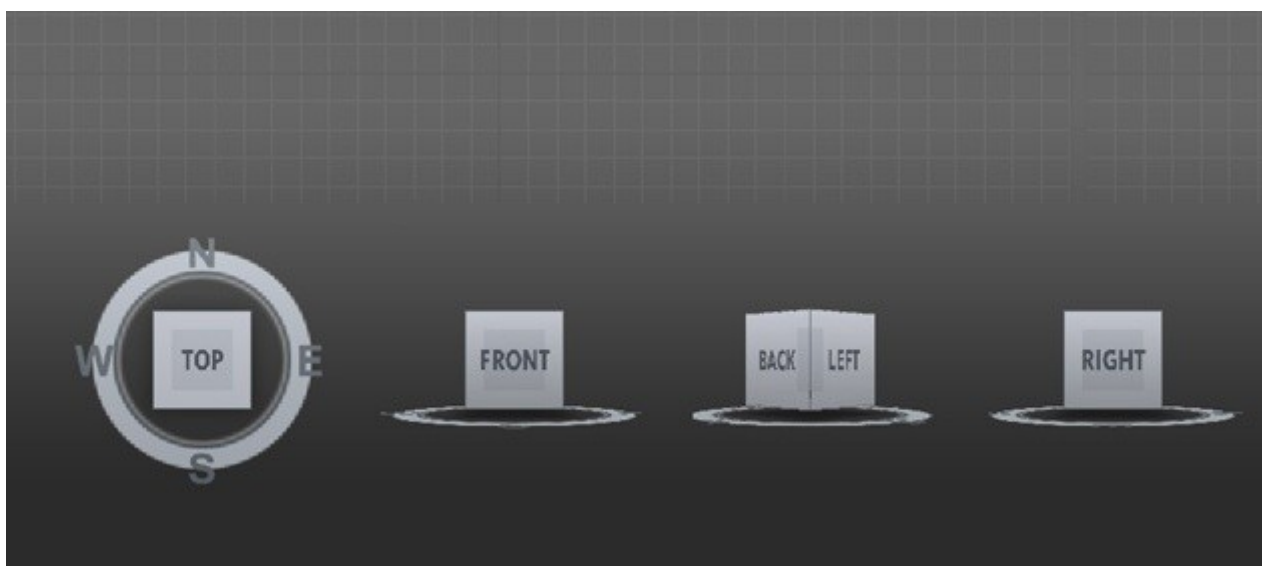 N
W TOP E
S
FRONT
BACK LEFT
RIGHT